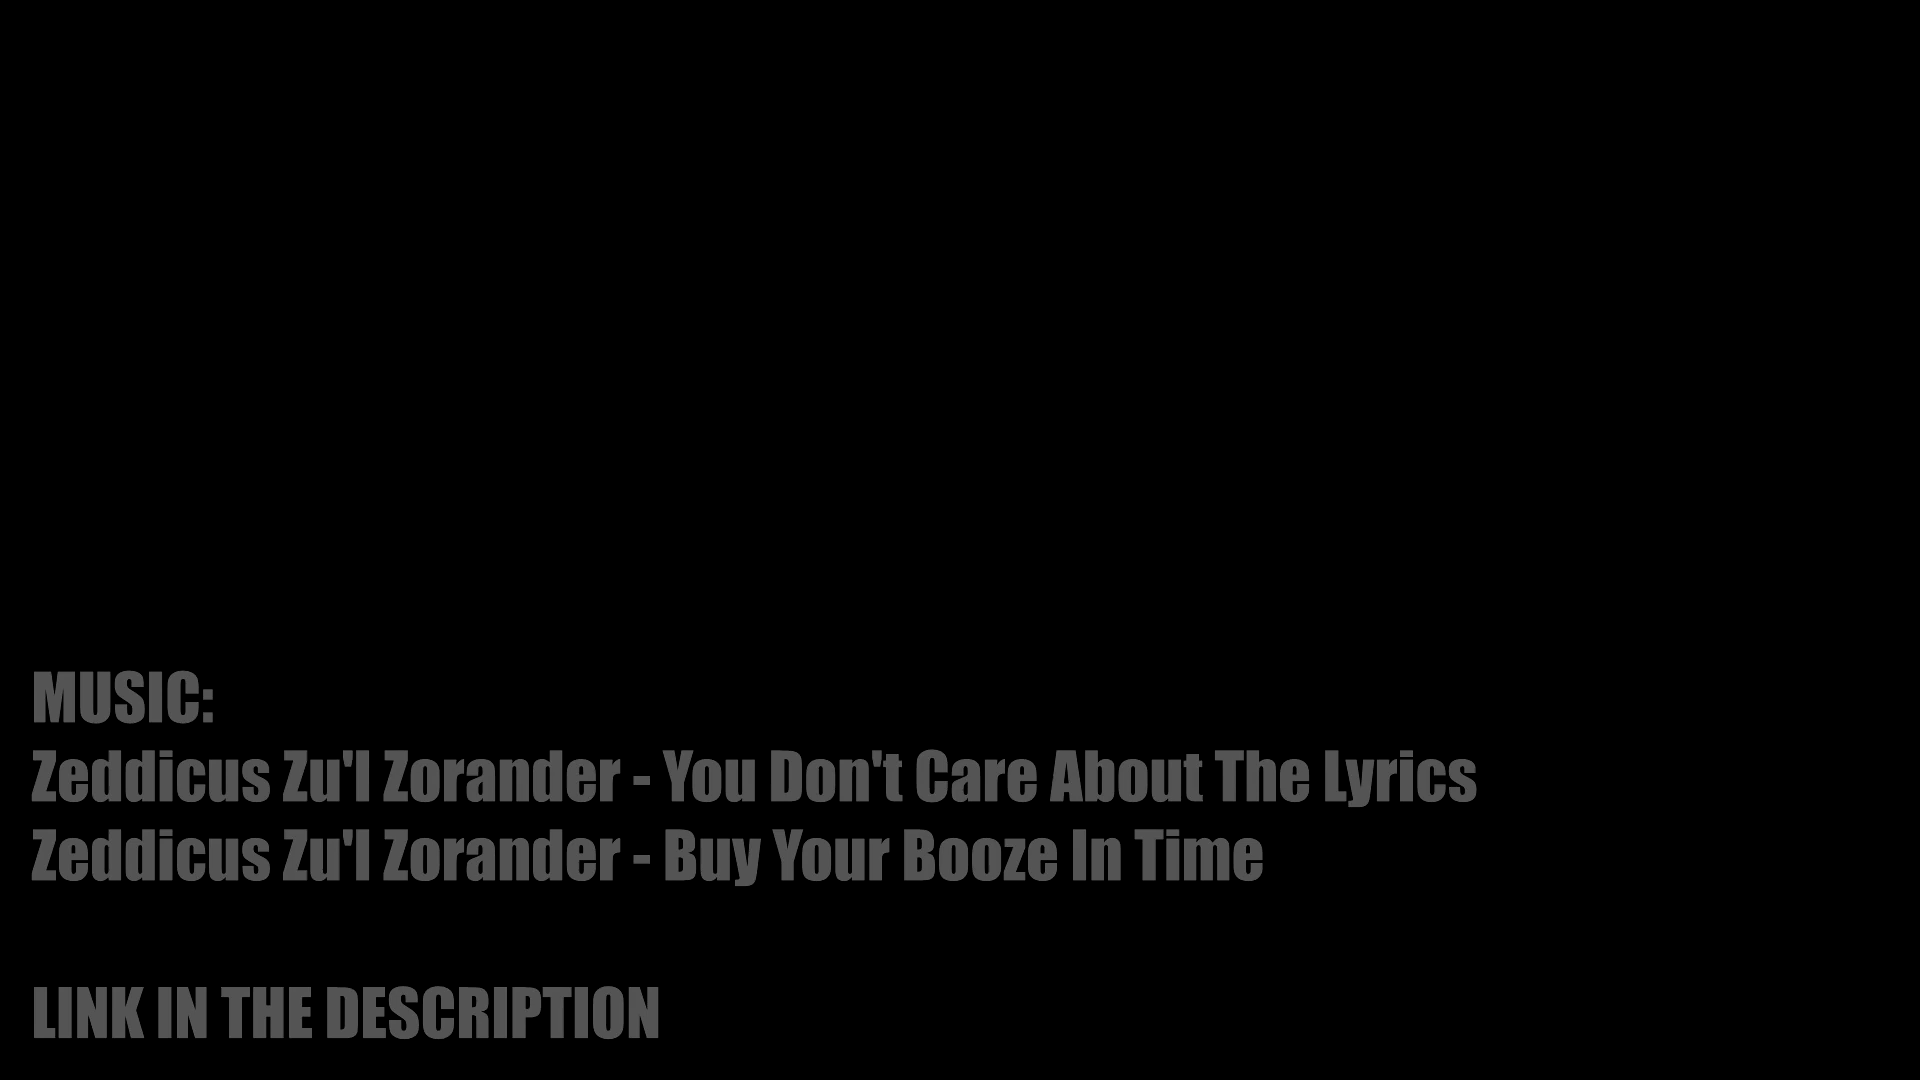 MUSIC:
Zeddicus Zu'l Zorander - You Don't Care About The Lyrics
Zeddicus Zu'l Zorander - Buy Your Booze In Time
LINK IN THE DESCRIPTION